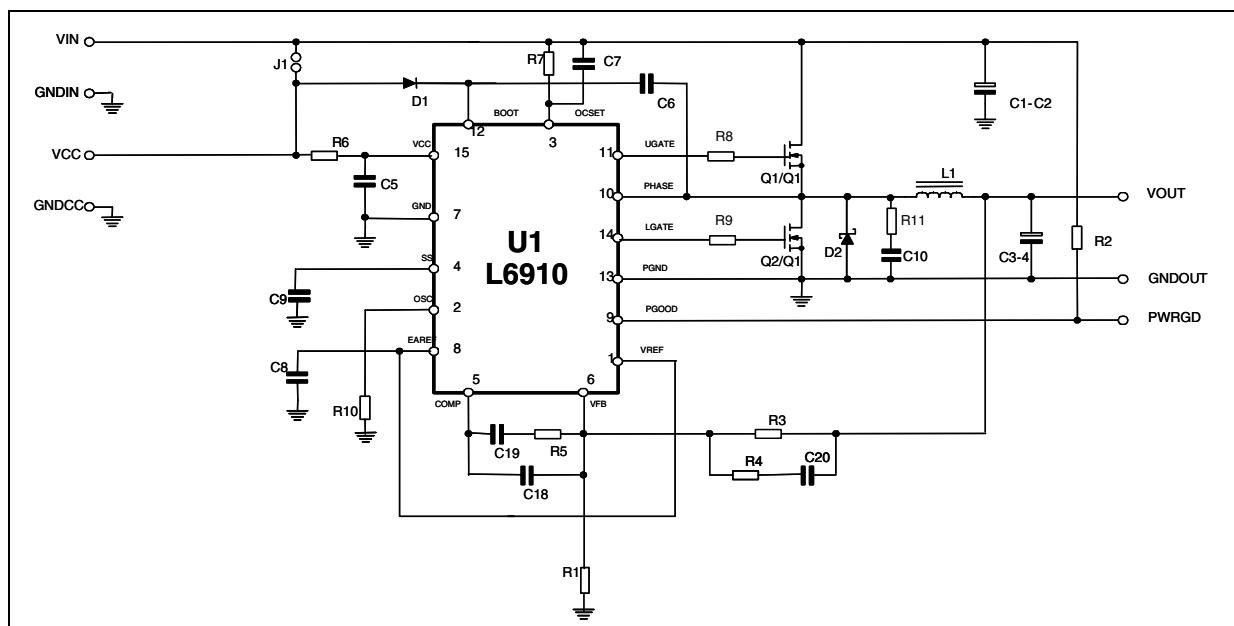 VIN
J1
R7
C7
GNDIN
D1
C6
C1-C2
BOOT
OCSET
12
3
VCC
R6
VCC
15
11
UGATE
R8
Q1/Q1
C5
GNDCC
GND
7
10
PHASE
L1
VOUT
U1
L6910
14
LGATE
R9
Q2/Q1
D2
R11
C10
C3-4
R2
SS
4
13
PGND
GNDOUT
C9
OSC
2
9
PGOOD
PWRGD
EAREF
8
1
VREF
C8
R10
5
6
COMP
VFB
C19
R5
R3
C18
R4
C20
R1